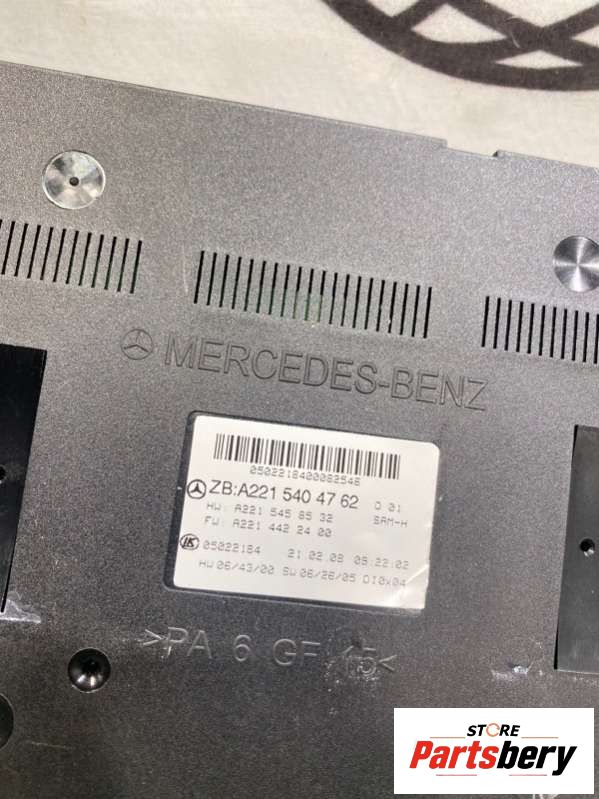 MERCEDES-BENZ
0502218400082548
ZB:A221 540 47 62 Q 01
HW: A221 545 85 32 SAM-H
FW: A221 442 24 00
05022184 21.02.08 09:22:02
HW 06/43/00 SW 06/26/05 D10x04
>PA 6 GF 15<
STORE
Partsbery